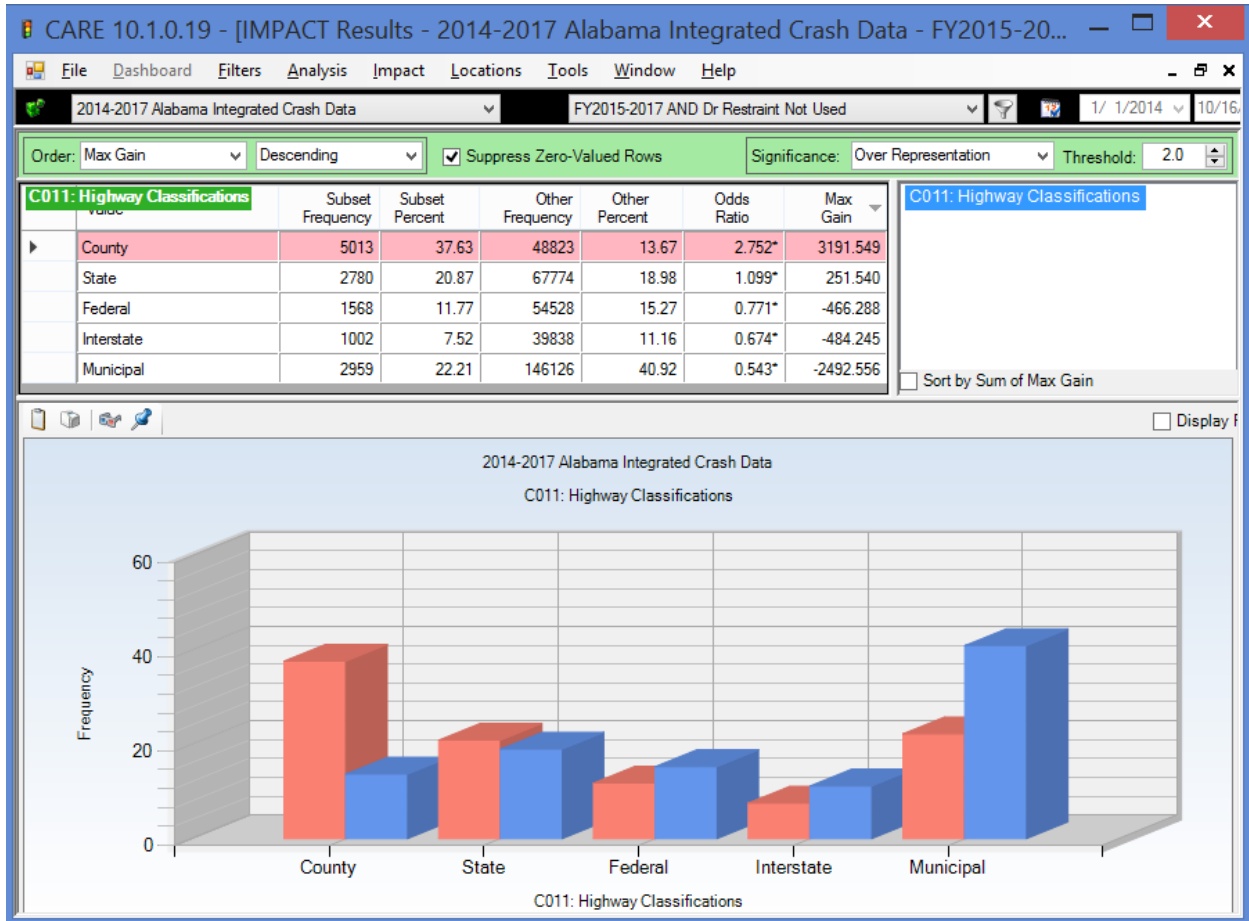 CARE 10.1.0.19 - [IMPACT Results - 2014-2017 Alabama Integrated Crash Data - FY2015-20...
File Dashboard Filters Analysis Impact Locations Tools Window Help
2014-2017 Alabama Integrated Crash Data FY2015-2017 AND Dr Restraint Not Used 1/ 1/2014 10/16/
Order: Max Gain Descending Suppress Zero-Valued Rows Significance: Over Representation Threshold: 2.0
C011: Highway Classifications Subset Frequency Subset Percent Other Frequency Other Percent Odds Ratio Max Gain
County 5013 37.63 48823 13.67 2.752* 3191.549
State 2780 20.87 67774 18.98 1.099* 251.540
Federal 1568 11.77 54528 15.27 0.771* -466.288
Interstate 1002 7.52 39838 11.16 0.674* -484.245
Municipal 2959 22.21 146126 40.92 0.543* -2492.556
C011: Highway Classifications
Sort by Sum of Max Gain
Display
2014-2017 Alabama Integrated Crash Data
C011: Highway Classifications
60
40
20
0
Frequency
County State Federal Interstate Municipal
C011: Highway Classifications